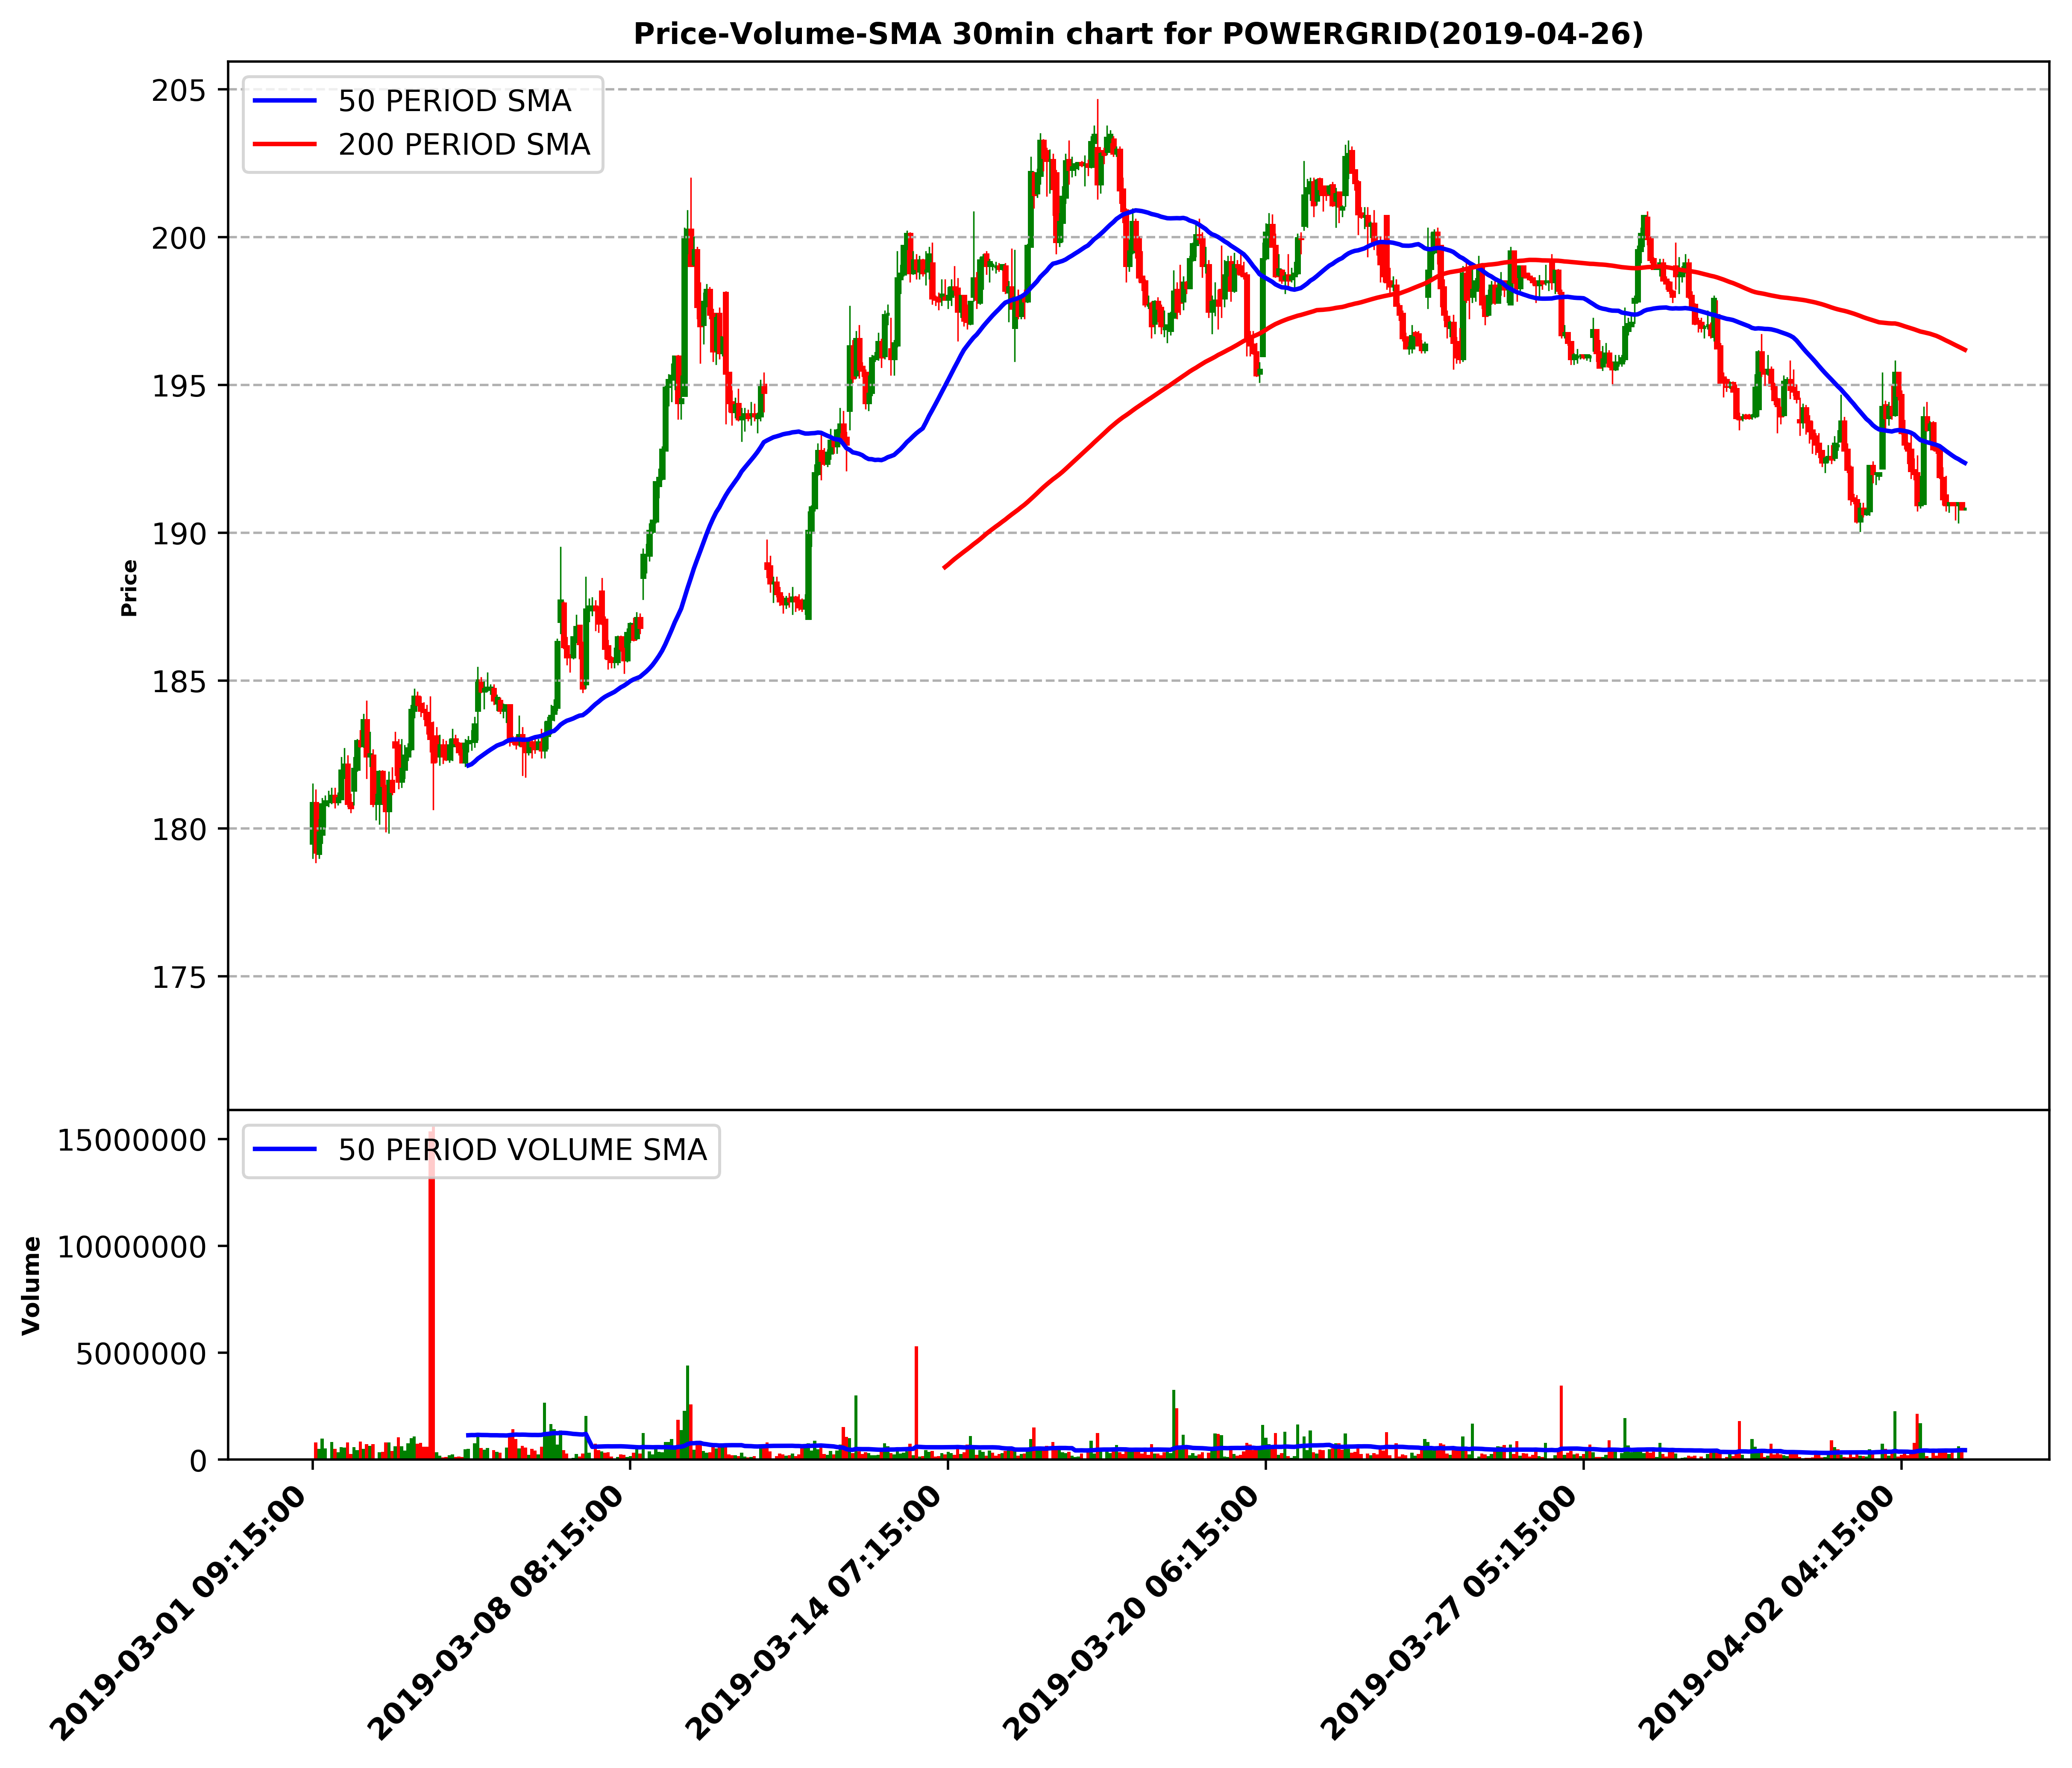 Price-Volume-SMA 30min chart for POWERGRID(2019-04-26)
50 PERIOD SMA
200 PERIOD SMA
205
200
195
190
185
180
175
Price
50 PERIOD VOLUME SMA
15000000
10000000
5000000
0
Volume
2019-03-01 09:15:00
2019-03-08 08:15:00
2019-03-14 07:15:00
2019-03-20 06:15:00
2019-03-27 05:15:00
2019-04-02 04:15:00